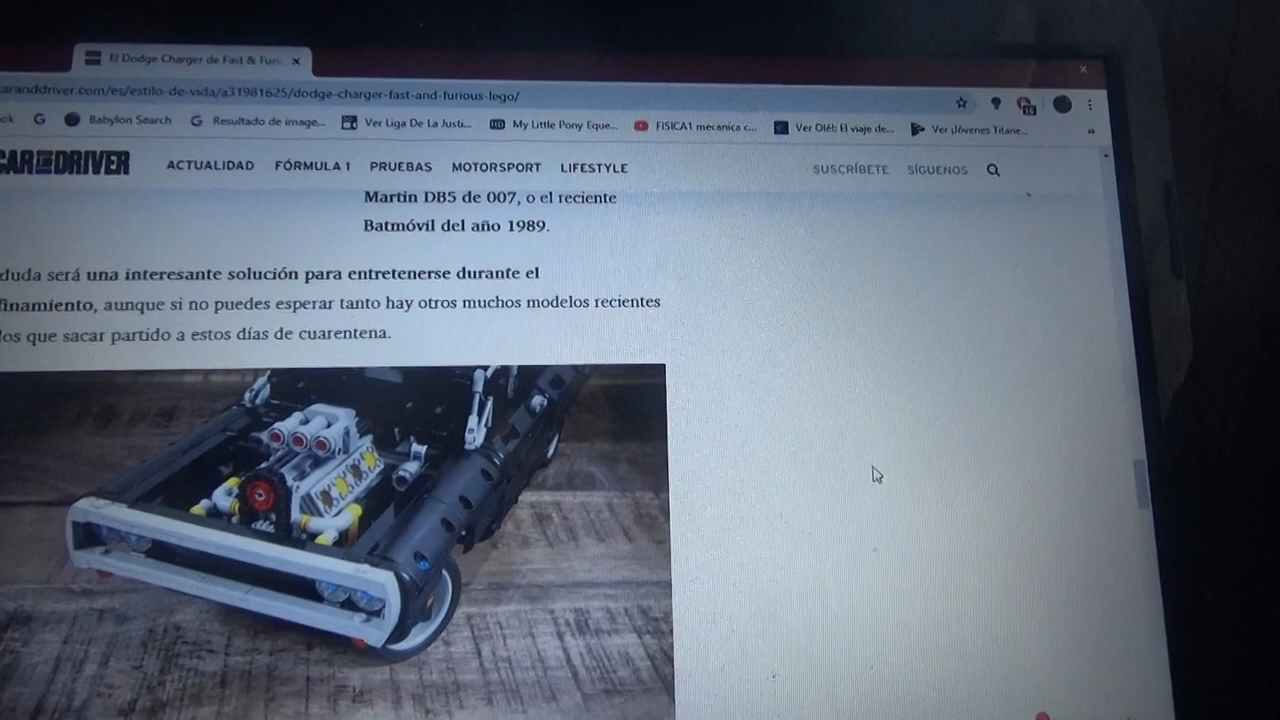 El Dodge Charger de Fast & Furi
caranddriver.com/es/estilo-de-vida/a31981625/dodge-charger-fast-and-furious-lego/
ok G Babylon Search G Resultado de image... Ver Liga De La Justi... HD My Little Pony Eque... FISICA1 mecanica c... Ver Olé!: El viaje de... Ver ¡Jóvenes Titane... »
CAR AND DRIVER ACTUALIDAD FÓRMULA 1 PRUEBAS MOTORSPORT LIFESTYLE SUSCRÍBETE SÍGUENOS
Martin DB5 de 007, o el reciente
Batmóvil del año 1989.
duda será una interesante solución para entretenerse durante el
finamiento, aunque si no puedes esperar tanto hay otros muchos modelos recientes
los que sacar partido a estos días de cuarentena.